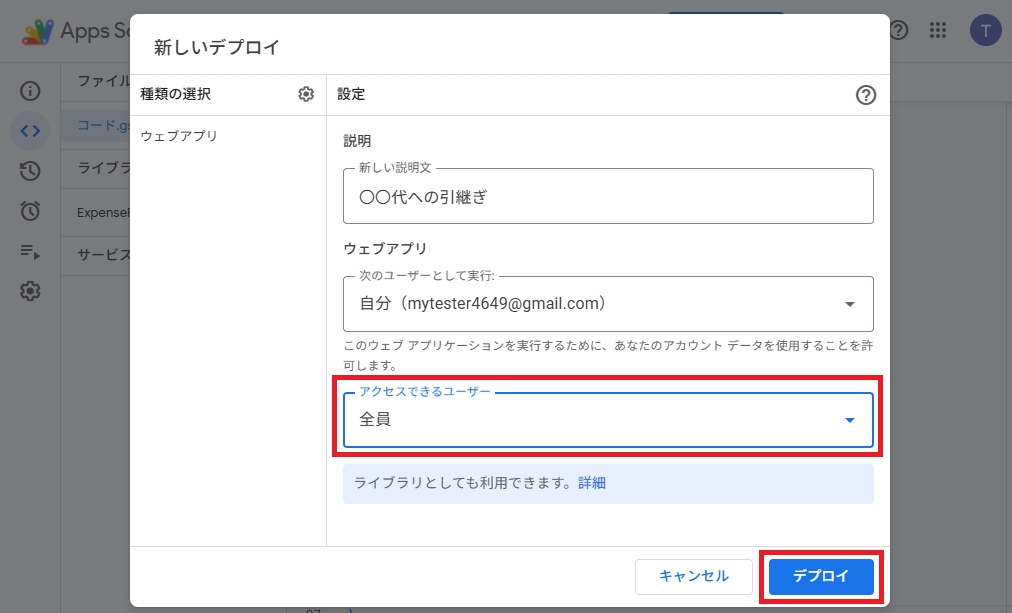 Apps Sc
T
新しいデプロイ
ファイル
コード.gs
ライブラ
ExpenseR
サービス
種類の選択
ウェブアプリ
設定
説明
新しい説明文
〇〇代への引継ぎ
ウェブアプリ
次のユーザーとして実行:
自分（mytester4649@gmail.com）
このウェブ アプリケーションを実行するために、あなたのアカウント データを使用することを許
可します。
アクセスできるユーザー
全員
ライブラリとしても利用できます。詳細
キャンセル
デプロイ